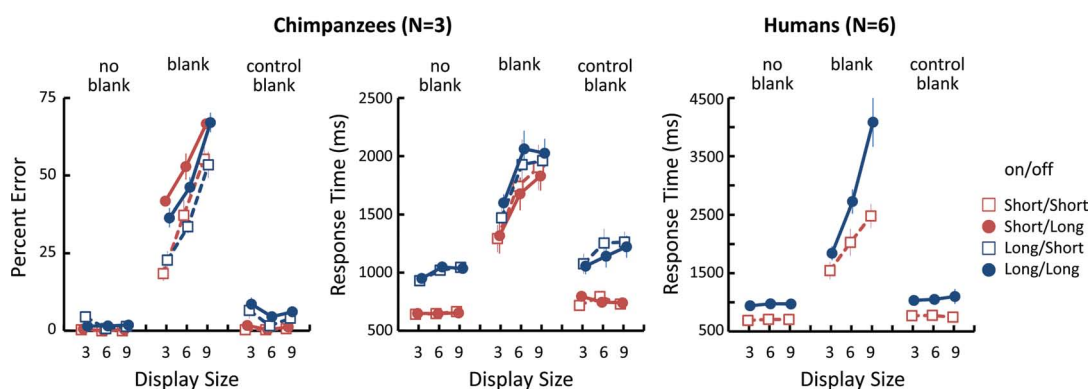 Chimpanzees (N=3)
Humans (N=6)
no
blank
blank
control
blank
75
50
25
0
Percent Error
3 6 9
3 6 9
3 6 9
Display Size
no
blank
blank
control
blank
2500
2000
1500
1000
500
Response Time (ms)
3 6 9
3 6 9
3 6 9
Display Size
no
blank
blank
control
blank
4500
3500
2500
1500
500
Response Time (ms)
3 6 9
3 6 9
3 6 9
Display Size
on/off
Short/Short
Short/Long
Long/Short
Long/Long